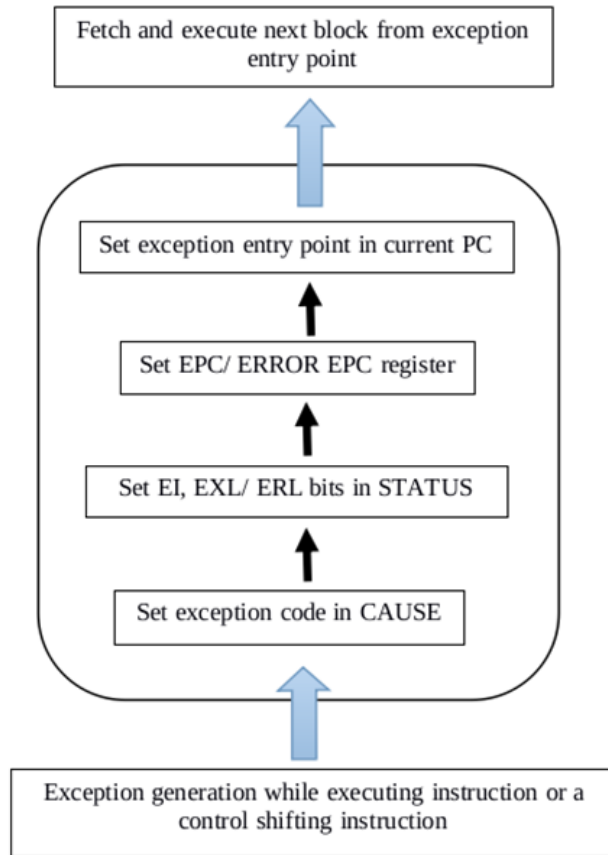 Fetch and execute next block from exception
entry point
Set exception entry point in current PC
Set EPC/ ERROR EPC register
Set EI, EXL/ ERL bits in STATUS
Set exception code in CAUSE
Exception generation while executing instruction or a
control shifting instruction